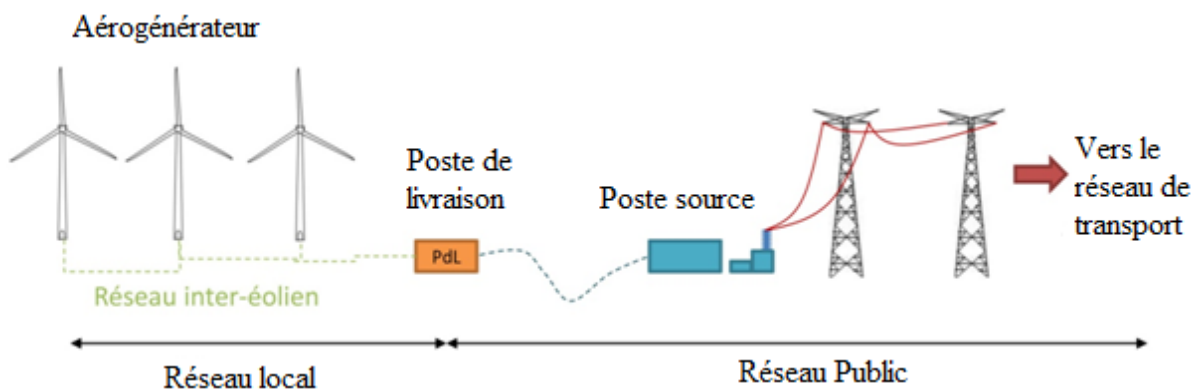 Aérogénérateur
Poste de
livraison
Poste source
Vers le
réseau de
transport
PdL
Réseau inter-éolien
Réseau local
Réseau Public